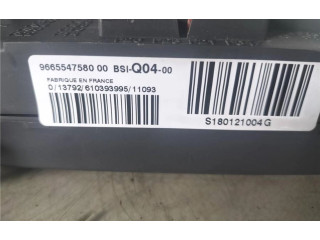 9665547580 00 BSI-Q04-00
FABRIQUE EN FRANCE
0/13792/610393995/11093
S180121004G